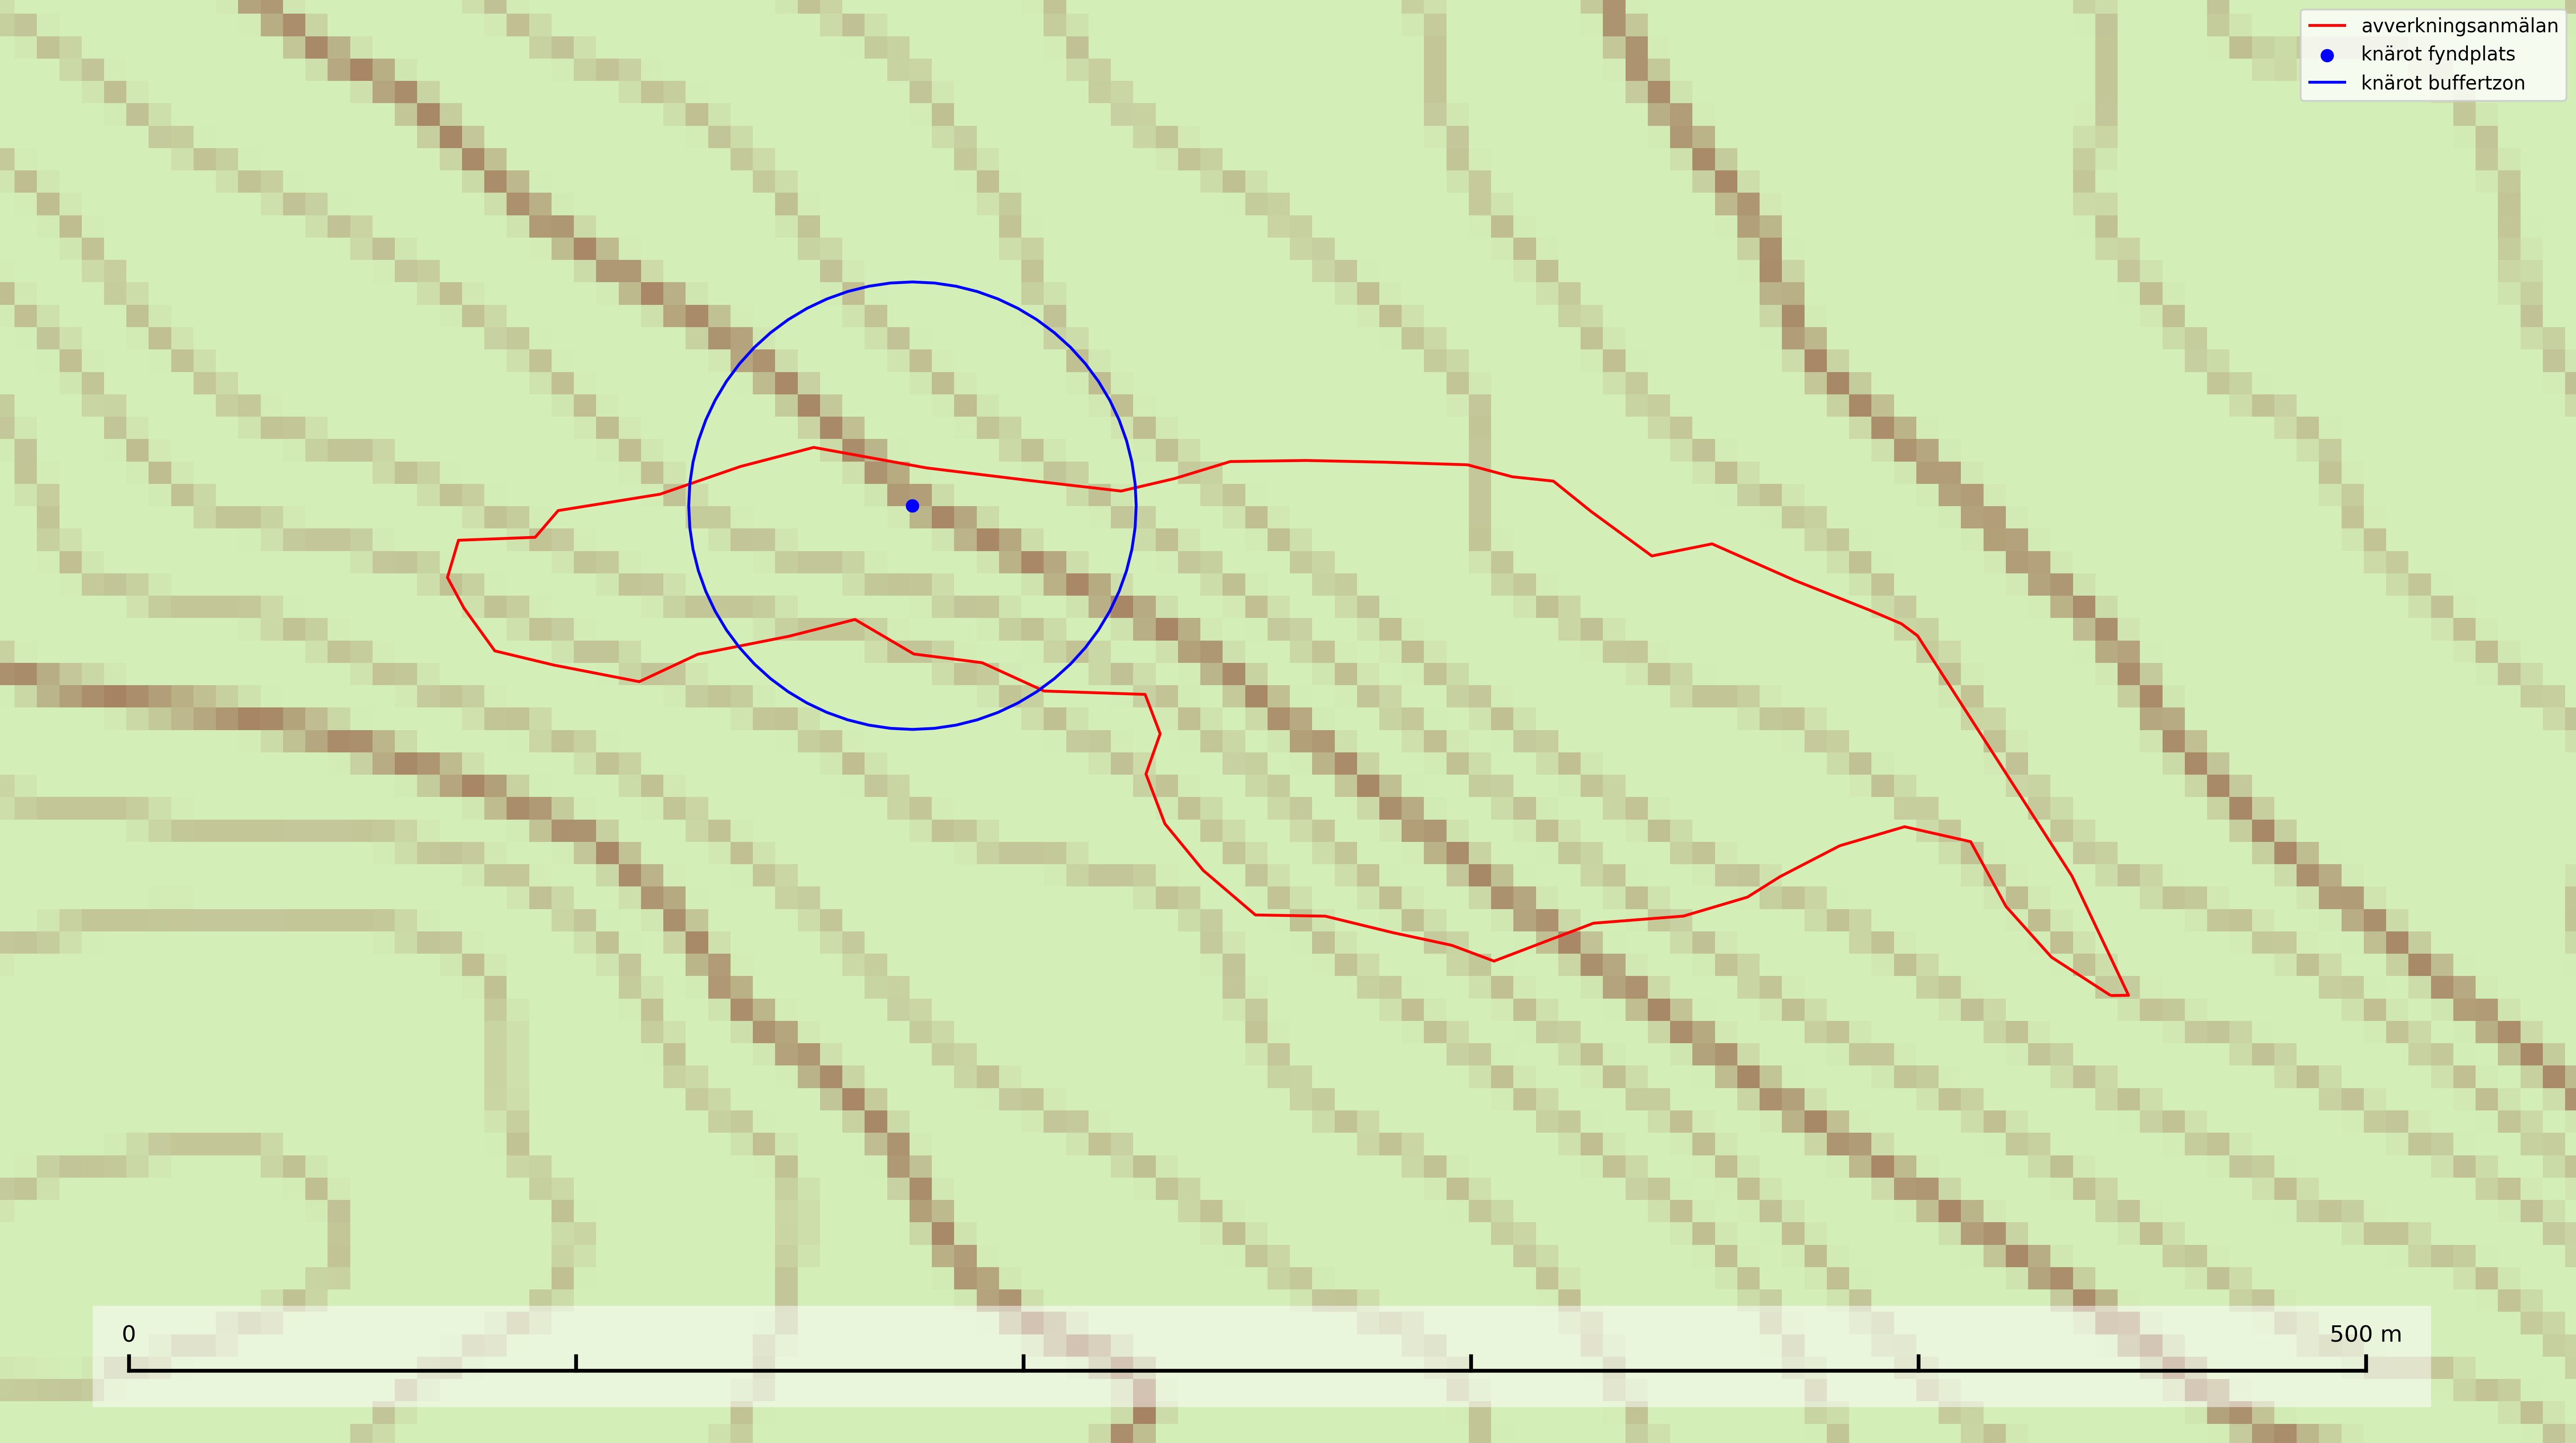 avverkningsanmälan
knärot fyndplats
knärot buffertzon
0
500 m